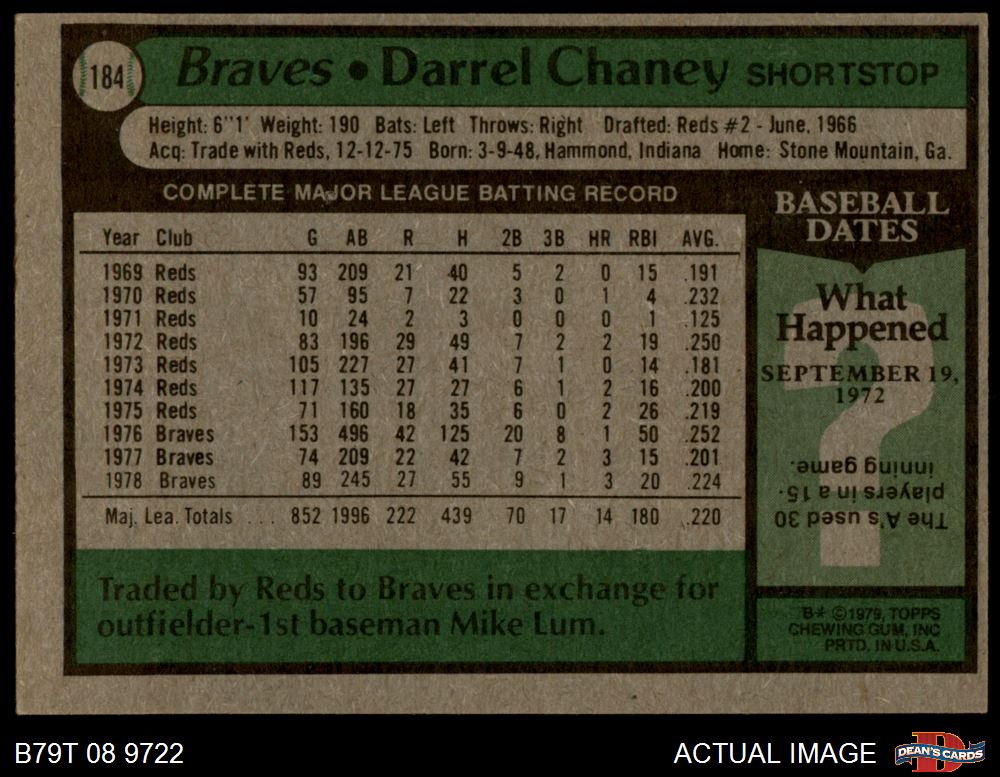 184 Braves • Darrel Chaney SHORTSTOP
Height: 6"1' Weight: 190 Bats: Left Throws: Right Drafted: Reds #2 - June, 1966
Acq: Trade with Reds, 12-12-75 Born: 3-9-48, Hammond, Indiana Home: Stone Mountain, Ga.
COMPLETE MAJOR LEAGUE BATTING RECORD
Year Club G AB R H 2B 3B HR RBI AVG.
1969 Reds 93 209 21 40 5 2 0 15 .191
1970 Reds 57 95 7 22 3 0 1 4 .232
1971 Reds 10 24 2 3 0 0 0 1 .125
1972 Reds 83 196 29 49 7 2 2 19 .250
1973 Reds 105 227 27 41 7 1 0 14 .181
1974 Reds 117 135 27 27 6 1 2 16 .200
1975 Reds 71 160 18 35 6 0 2 26 .219
1976 Braves 153 496 42 125 20 8 1 50 .252
1977 Braves 74 209 22 42 7 2 3 15 .201
1978 Braves 89 245 27 55 9 1 3 20 .224
Maj. Lea. Totals ... 852 1996 222 439 70 17 14 180 .220
Traded by Reds to Braves in exchange for
outfielder-1st baseman Mike Lum.
BASEBALL
DATES
What
Happened
SEPTEMBER 19,
1972
?
The A's used 30
players in a 15-
inning game.
B* ©1979, TOPPS
CHEWING GUM, INC
PRTD. IN U.S.A.
B79T 08 9722
ACTUAL IMAGE
DEAN'S CARDS